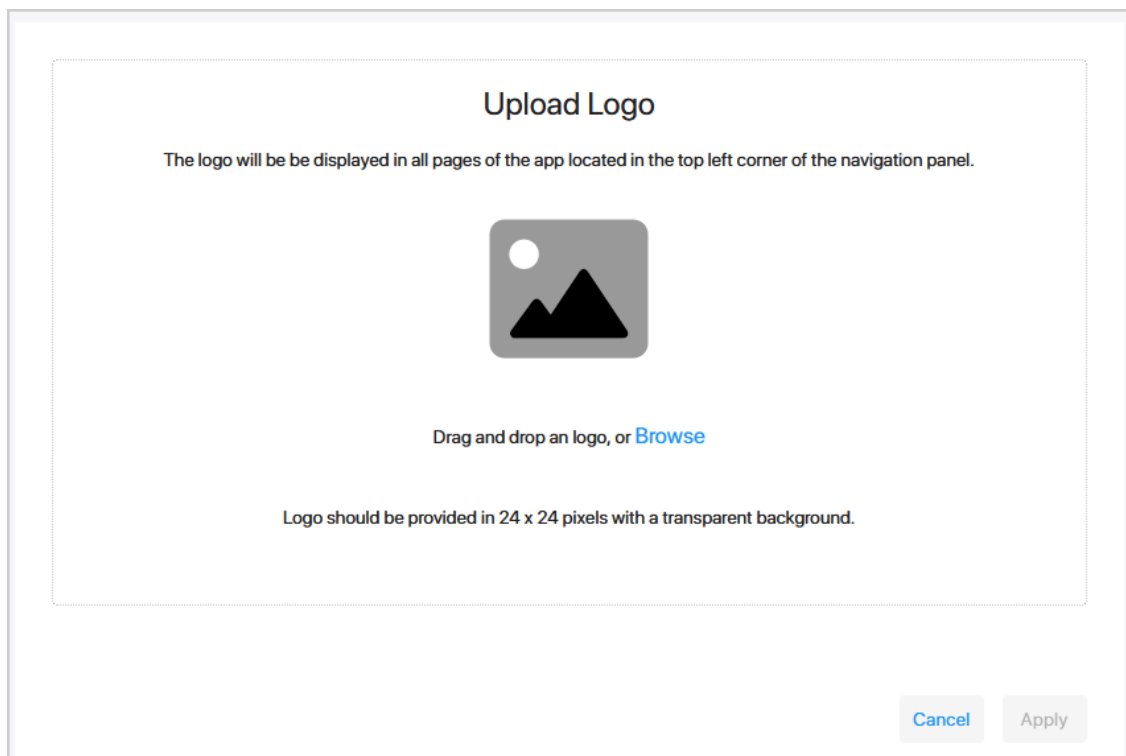 Upload Logo
The logo will be be displayed in all pages of the app located in the top left corner of the navigation panel.
Drag and drop an logo, or Browse
Logo should be provided in 24 x 24 pixels with a transparent background.
Cancel Apply